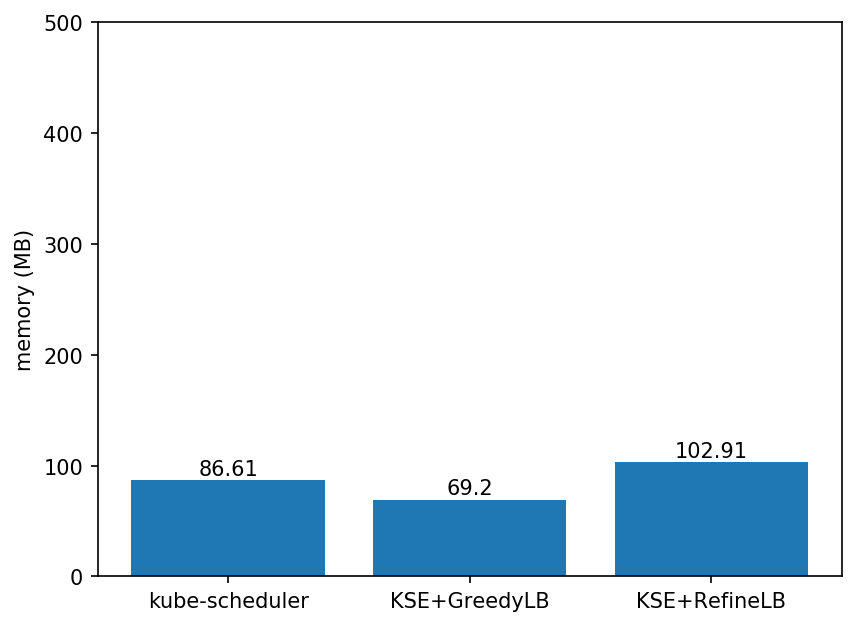 500
400
300
200
100
0
memory (MB)
86.61
69.2
102.91
kube-scheduler
KSE+GreedyLB
KSE+RefineLB